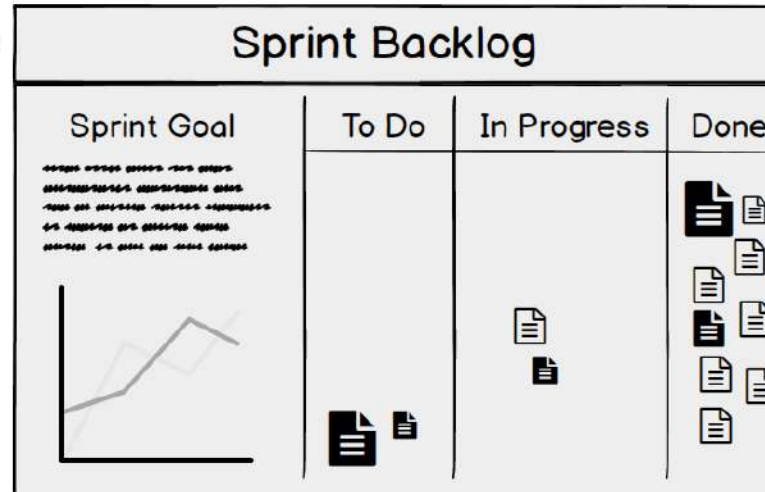 Sprint Backlog
Sprint Goal
To Do
In Progress
Done